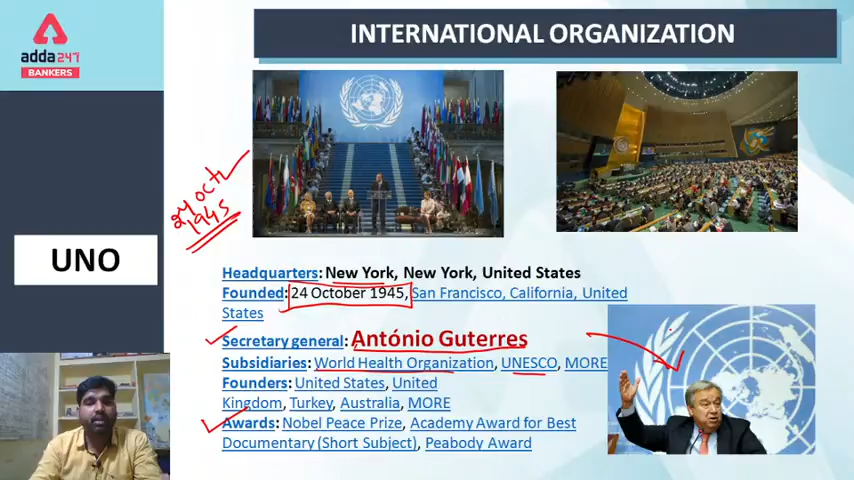 adda247
BANKERS
INTERNATIONAL ORGANIZATION
24 Oct
1945
UNO
Headquarters: New York, New York, United States
Founded: 24 October 1945, San Francisco, California, United
States
Secretary general: António Guterres
Subsidiaries: World Health Organization, UNESCO, MORE
Founders: United States, United
Kingdom, Turkey, Australia, MORE
Awards: Nobel Peace Prize, Academy Award for Best
Documentary (Short Subject), Peabody Award